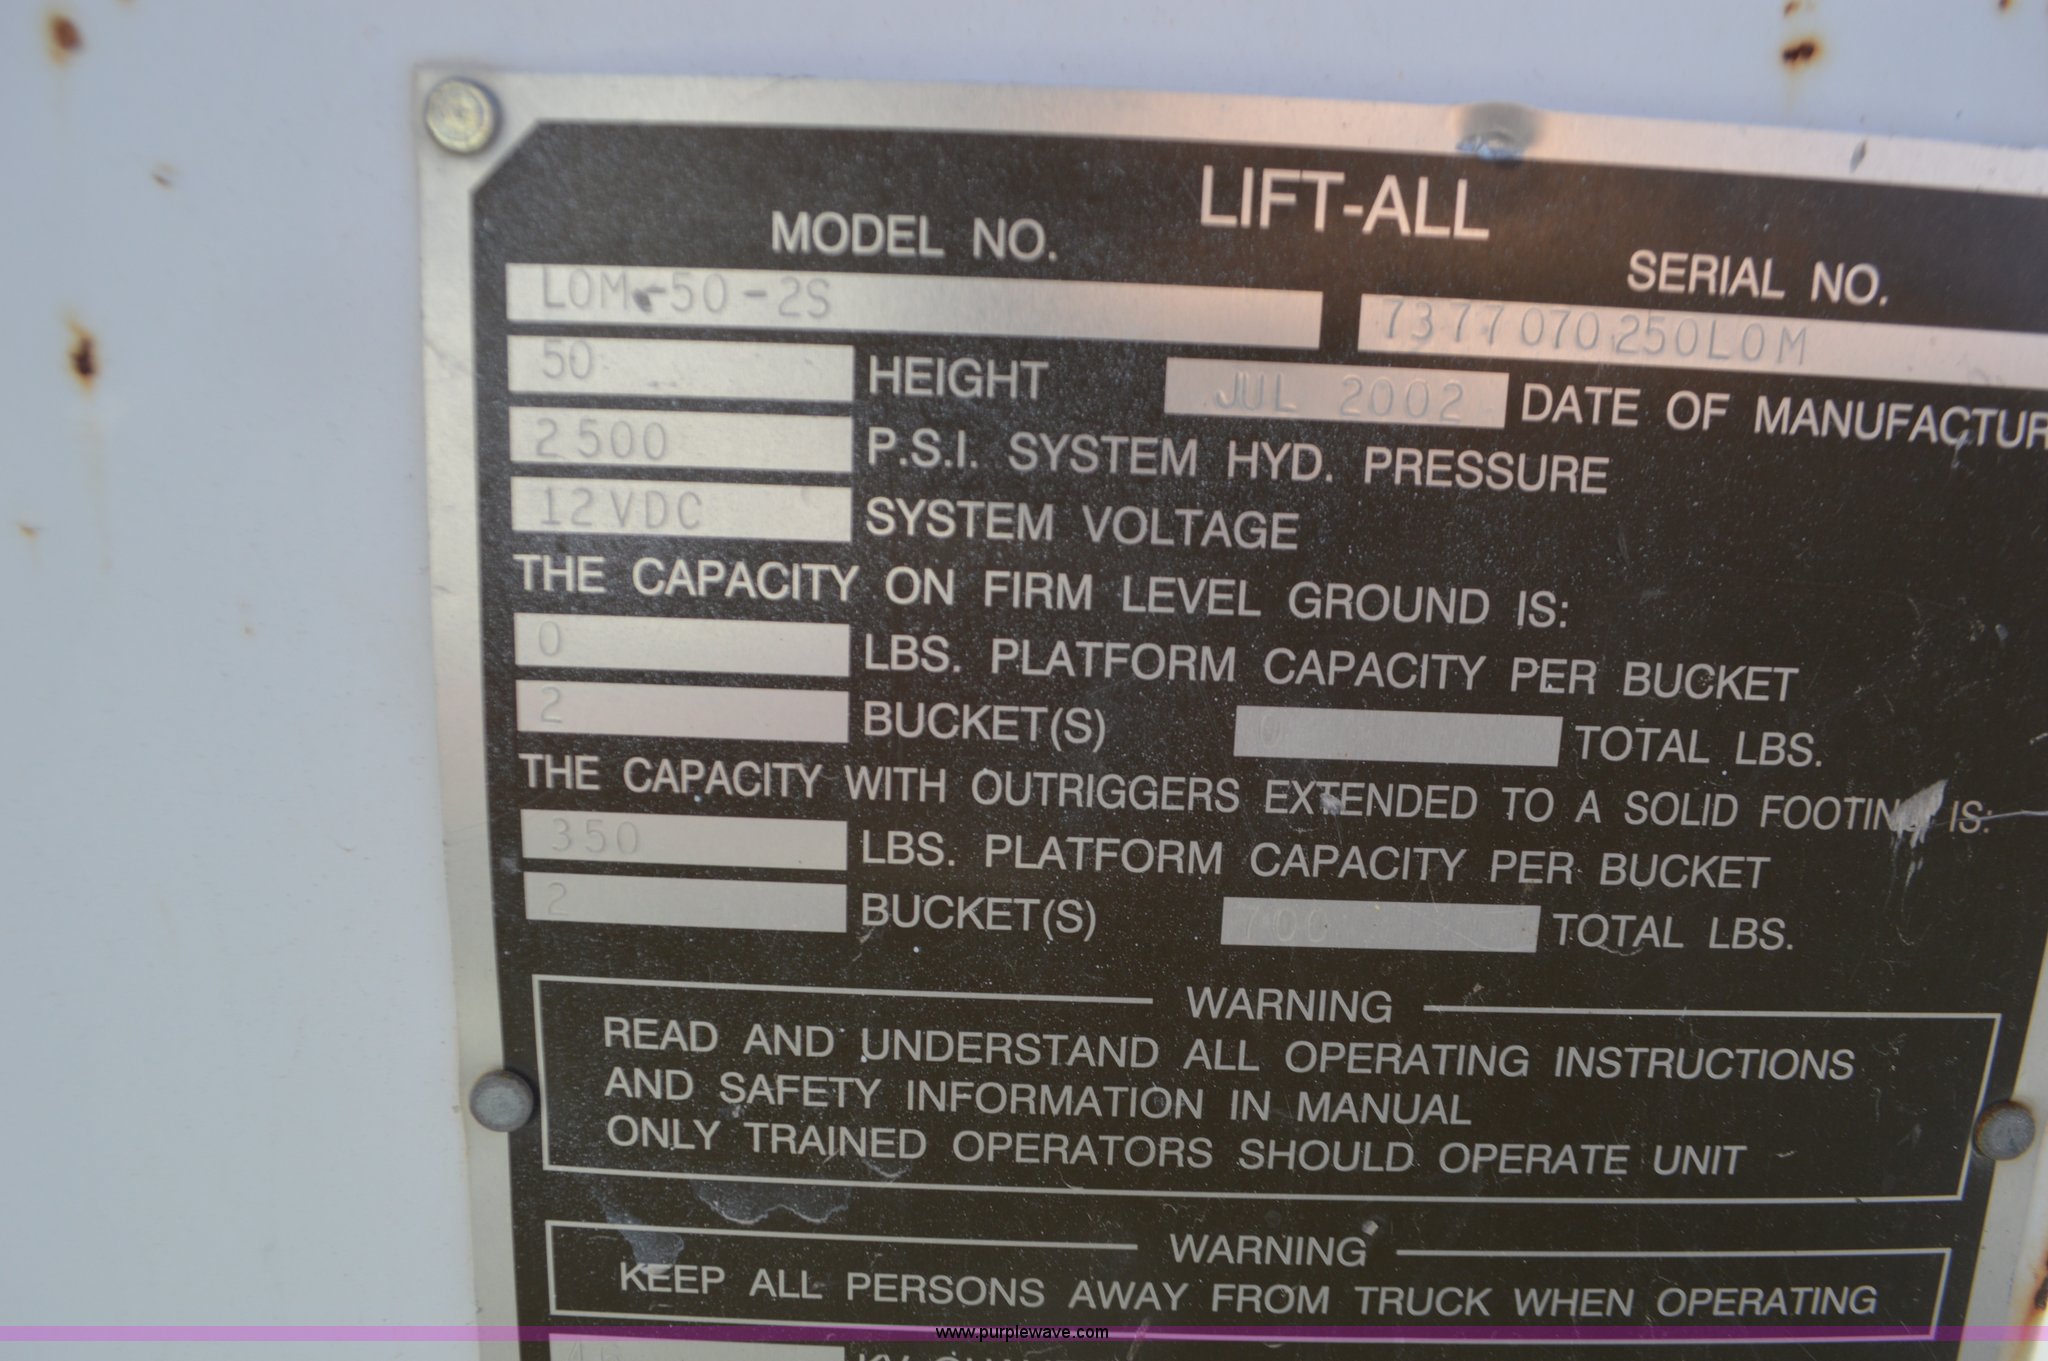 LIFT-ALL
MODEL NO.
SERIAL NO.
LOM-50-2S
7377070250LOM
50 HEIGHT
JUL 2002 DATE OF MANUFACTUR
2500 P.S.I. SYSTEM HYD. PRESSURE
12VDC SYSTEM VOLTAGE
THE CAPACITY ON FIRM LEVEL GROUND IS:
0 LBS. PLATFORM CAPACITY PER BUCKET
2 BUCKET(S) 0 TOTAL LBS.
THE CAPACITY WITH OUTRIGGERS EXTENDED TO A SOLID FOOTING IS:
350 LBS. PLATFORM CAPACITY PER BUCKET
2 BUCKET(S) 700 TOTAL LBS.
WARNING
READ AND UNDERSTAND ALL OPERATING INSTRUCTIONS
AND SAFETY INFORMATION IN MANUAL
ONLY TRAINED OPERATORS SHOULD OPERATE UNIT
WARNING
KEEP ALL PERSONS AWAY FROM TRUCK WHEN OPERATING
www.purplewave.com
46 KV